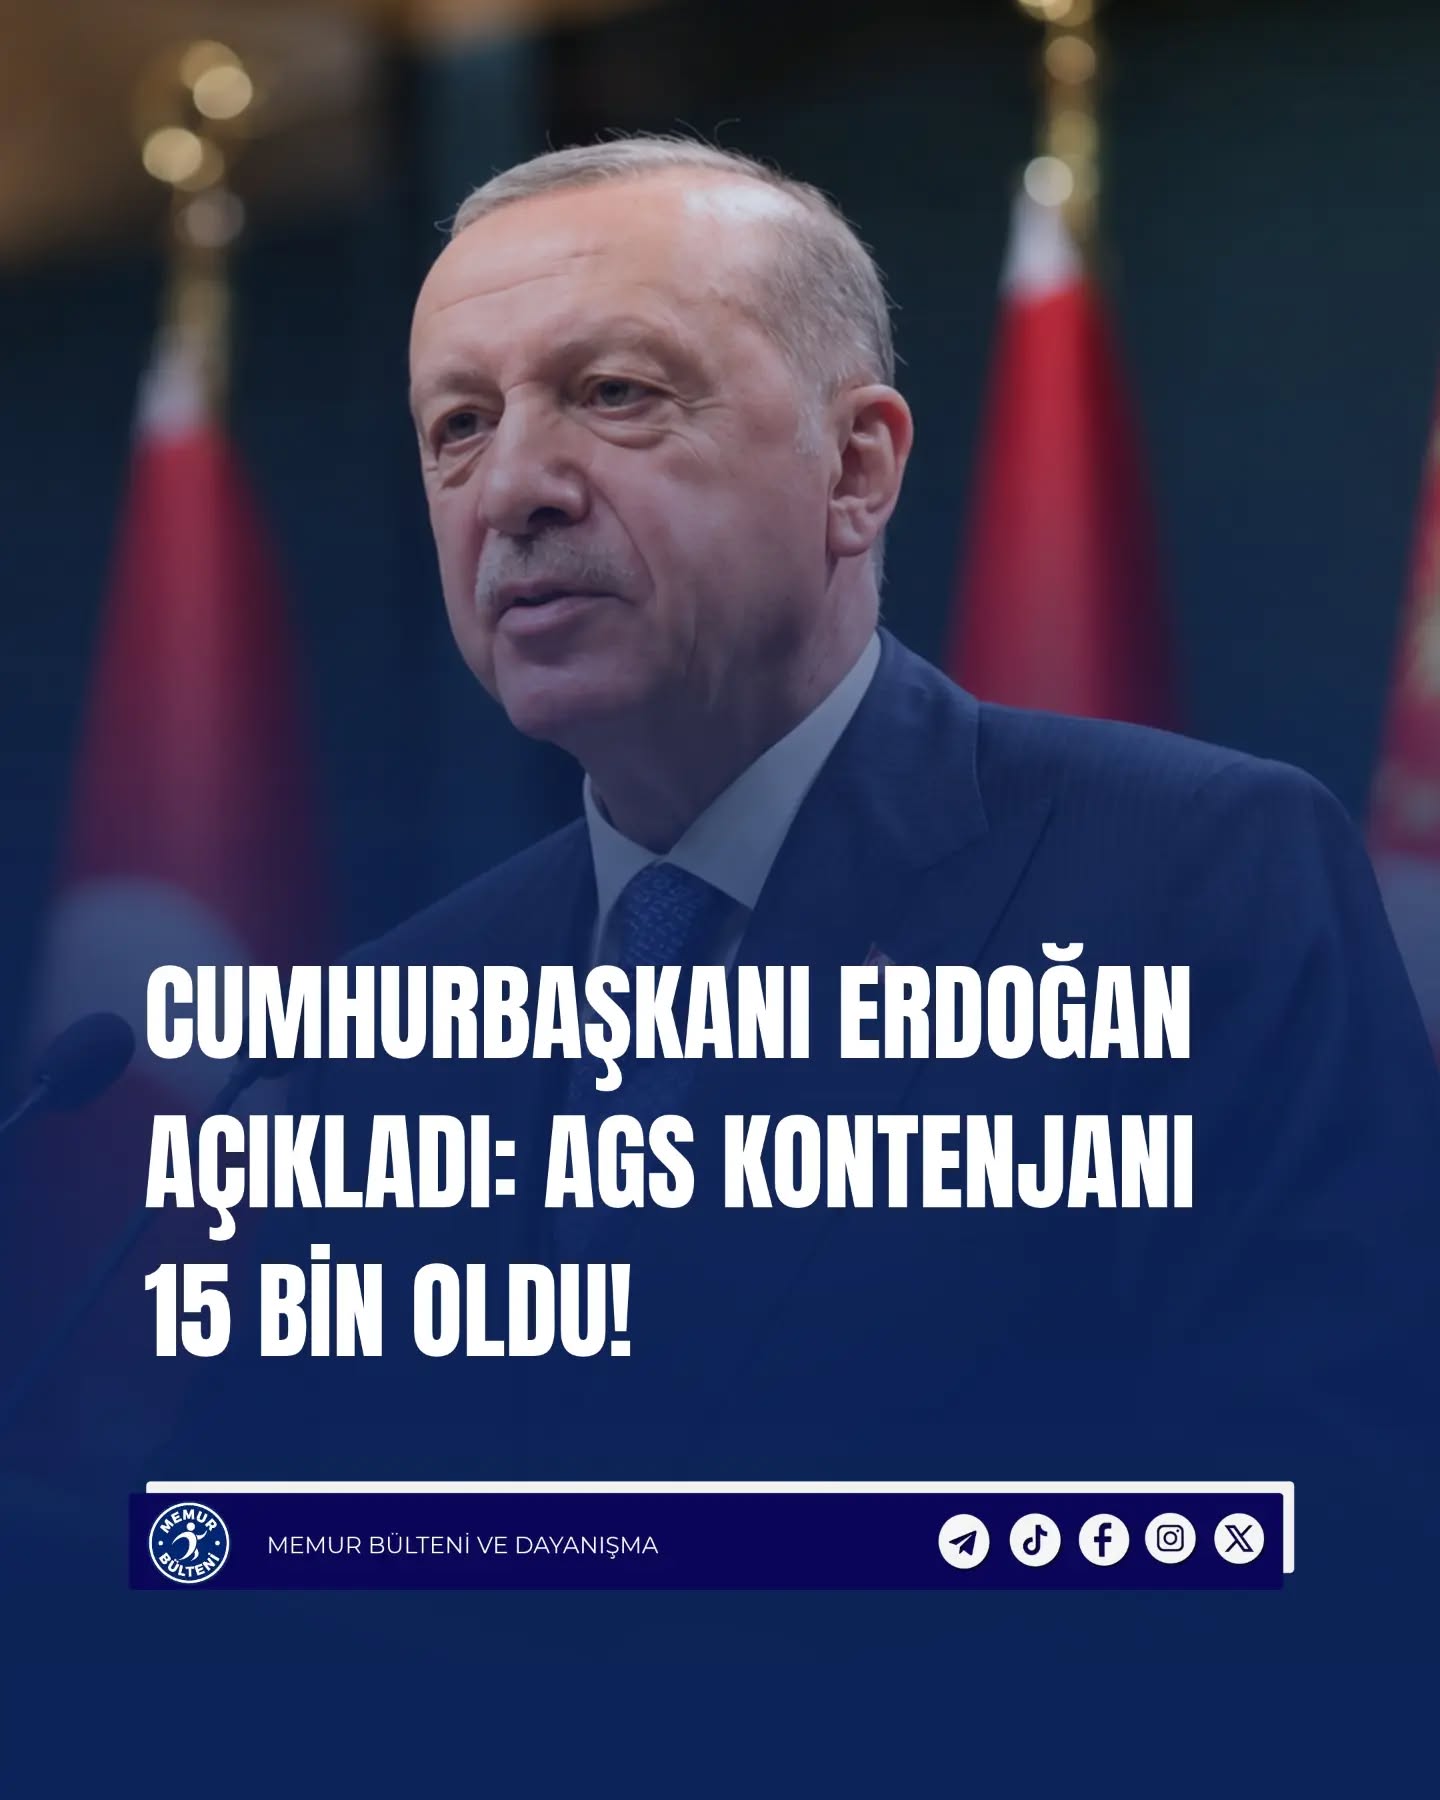 CUMHURBAŞKANI ERDOĞAN
AÇIKLADI: AGS KONTENJANI
15 BİN OLDU!
MEMUR
BÜLTENİ
MEMUR BÜLTENİ VE DAYANIŞMA